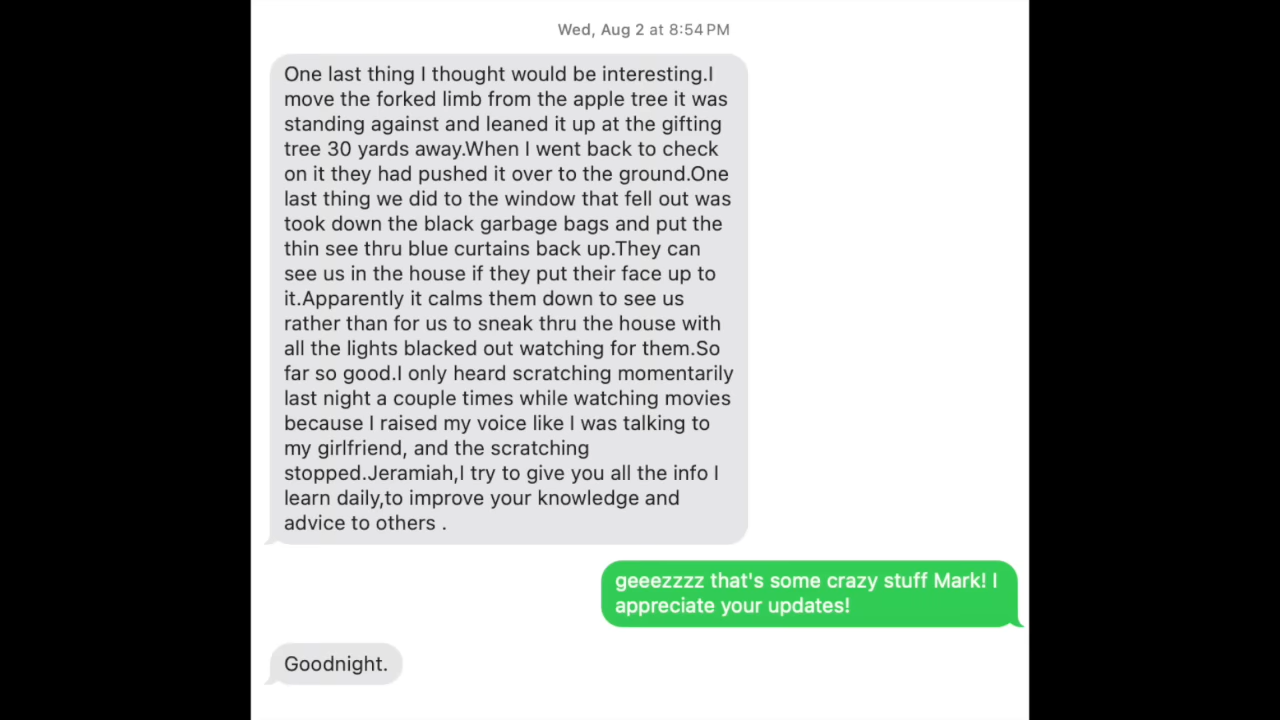 Wed, Aug 2 at 8:54 PM
One last thing I thought would be interesting.I
move the forked limb from the apple tree it was
standing against and leaned it up at the gifting
tree 30 yards away.When I went back to check
on it they had pushed it over to the ground.One
last thing we did to the window that fell out was
took down the black garbage bags and put the
thin see thru blue curtains back up.They can
see us in the house if they put their face up to
it.Apparently it calms them down to see us
rather than for us to sneak thru the house with
all the lights blacked out watching for them.So
far so good.I only heard scratching momentarily
last night a couple times while watching movies
because I raised my voice like I was talking to
my girlfriend, and the scratching
stopped.Jeramiah,I try to give you all the info I
learn daily,to improve your knowledge and
advice to others .
geeezzzz that's some crazy stuff Mark! I
appreciate your updates!
Goodnight.